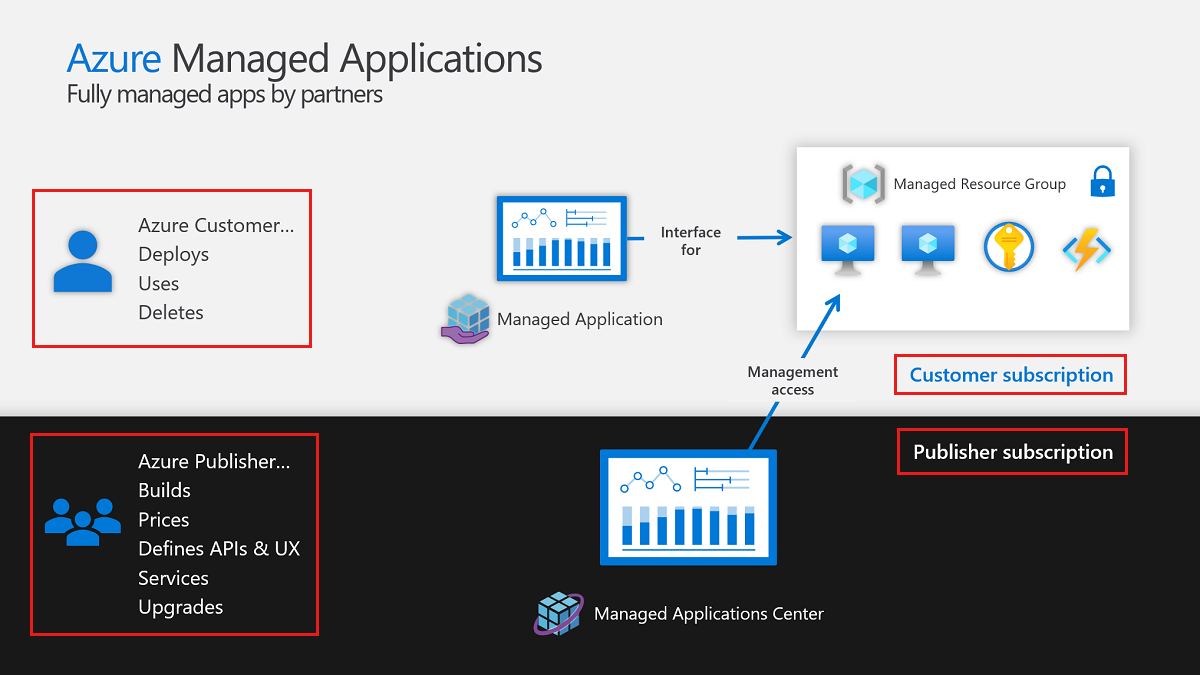 Azure Managed Applications
Fully managed apps by partners
Azure Customer...
Deploys
Uses
Deletes
Interface
for
Managed Application
Managed Resource Group
Management
access
Customer subscription
Publisher subscription
Azure Publisher...
Builds
Prices
Defines APIs & UX
Services
Upgrades
Managed Applications Center